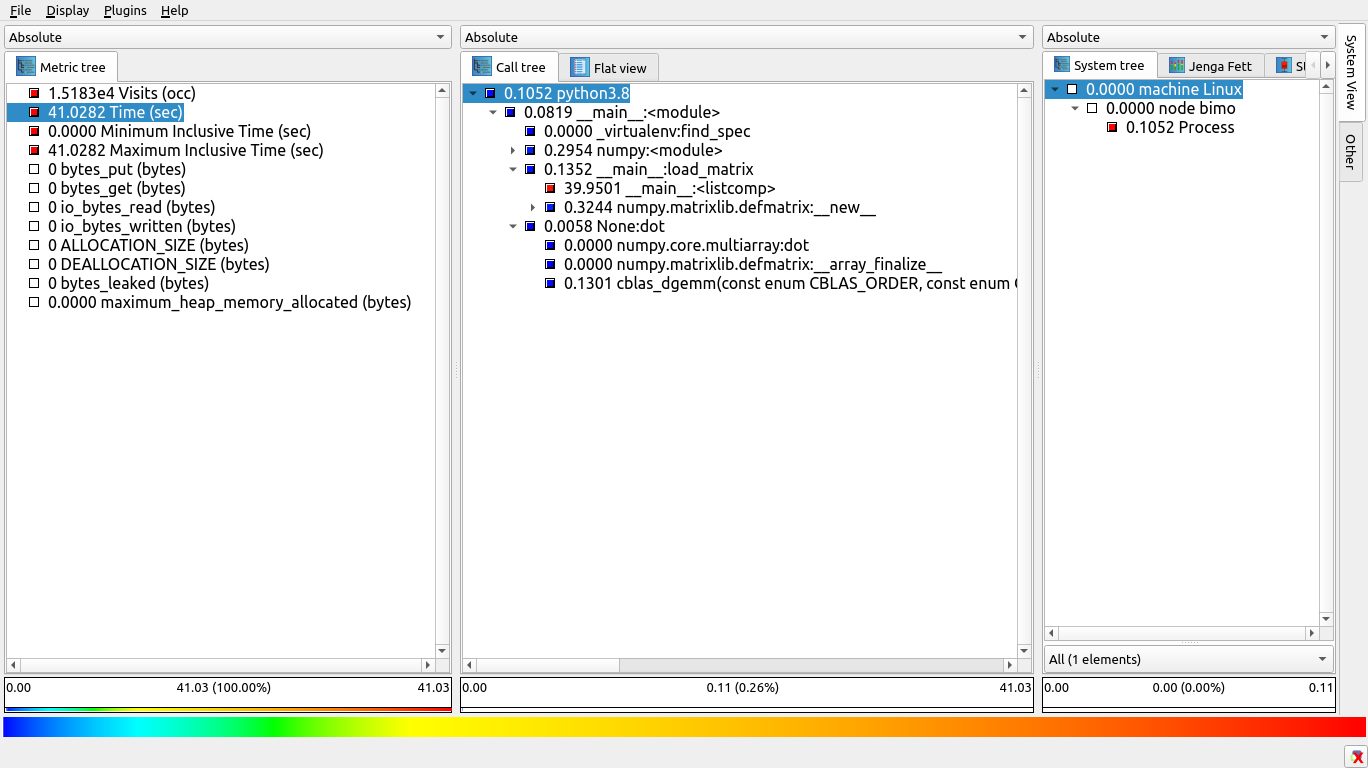 File Display Plugins Help
Absolute
Metric tree
1.5183e4 Visits (occ)
41.0282 Time (sec)
0.0000 Minimum Inclusive Time (sec)
41.0282 Maximum Inclusive Time (sec)
0 bytes_put (bytes)
0 bytes_get (bytes)
0 io_bytes_read (bytes)
0 io_bytes_written (bytes)
0 ALLOCATION_SIZE (bytes)
0 DEALLOCATION_SIZE (bytes)
0 bytes_leaked (bytes)
0.0000 maximum_heap_memory_allocated (bytes)
0.00 41.03 (100.00%) 41.03
Absolute
Call tree Flat view
0.1052 python3.8
0.0819 __main__:<module>
0.0000 _virtualenv:find_spec
0.2954 numpy:<module>
0.1352 __main__:load_matrix
39.9501 __main__:<listcomp>
0.3244 numpy.matrixlib.defmatrix:__new__
0.0058 None:dot
0.0000 numpy.core.multiarray:dot
0.0000 numpy.matrixlib.defmatrix:__array_finalize__
0.1301 cblas_dgemm(const enum CBLAS_ORDER, const enum
0.00 0.11 (0.26%) 41.03
Absolute
System tree Jenga Fett
0.0000 machine Linux
0.0000 node bimo
0.1052 Process
All (1 elements)
0.00 0.00 (0.00%) 0.11
System View
Other